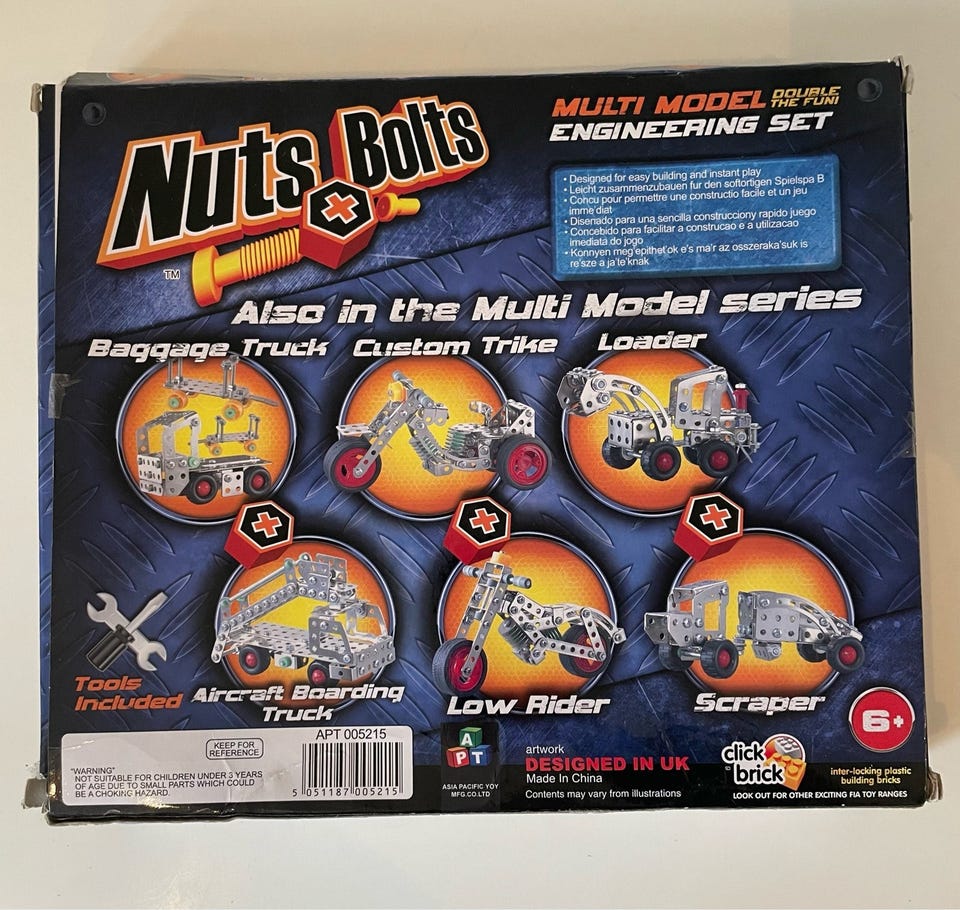 Nuts Bolts
TM
MULTI MODEL DOUBLE THE FUN!
ENGINEERING SET
• Designed for easy building and instant play
• Leicht zusammenzubauen fur den softortigen Spielspa B
• Concu pour permettre une constructio facile et un jeu
imme diat
• Disenado para una sencilla construcciony rapido juego
• Concebido para facilitar a construcao e a utilizacao
imediata do jogo
• Konnyen meg'epithet'ok e's ma'r az osszeraka'suk is
re'sze a ja'te'knak
Also in the Multi Model series
Baggage Truck
Custom Trike
Loader
Tools
Included
Aircraft Boarding
Truck
Low Rider
Scraper
6+
KEEP FOR
REFERENCE
APT 005215
"WARNING"
NOT SUITABLE FOR CHILDREN UNDER 3 YEARS
OF AGE DUE TO SMALL PARTS WHICH COULD
BE A CHOKING HAZARD.
5 051187 005215
A
P T
ASIA PACIFIC YOY
MFG.CO.LTD
artwork
DESIGNED IN UK
Made In China
Contents may vary from illustrations
click
brick
inter-locking plastic
building bricks
LOOK OUT FOR OTHER EXCITING FIA TOY RANGES